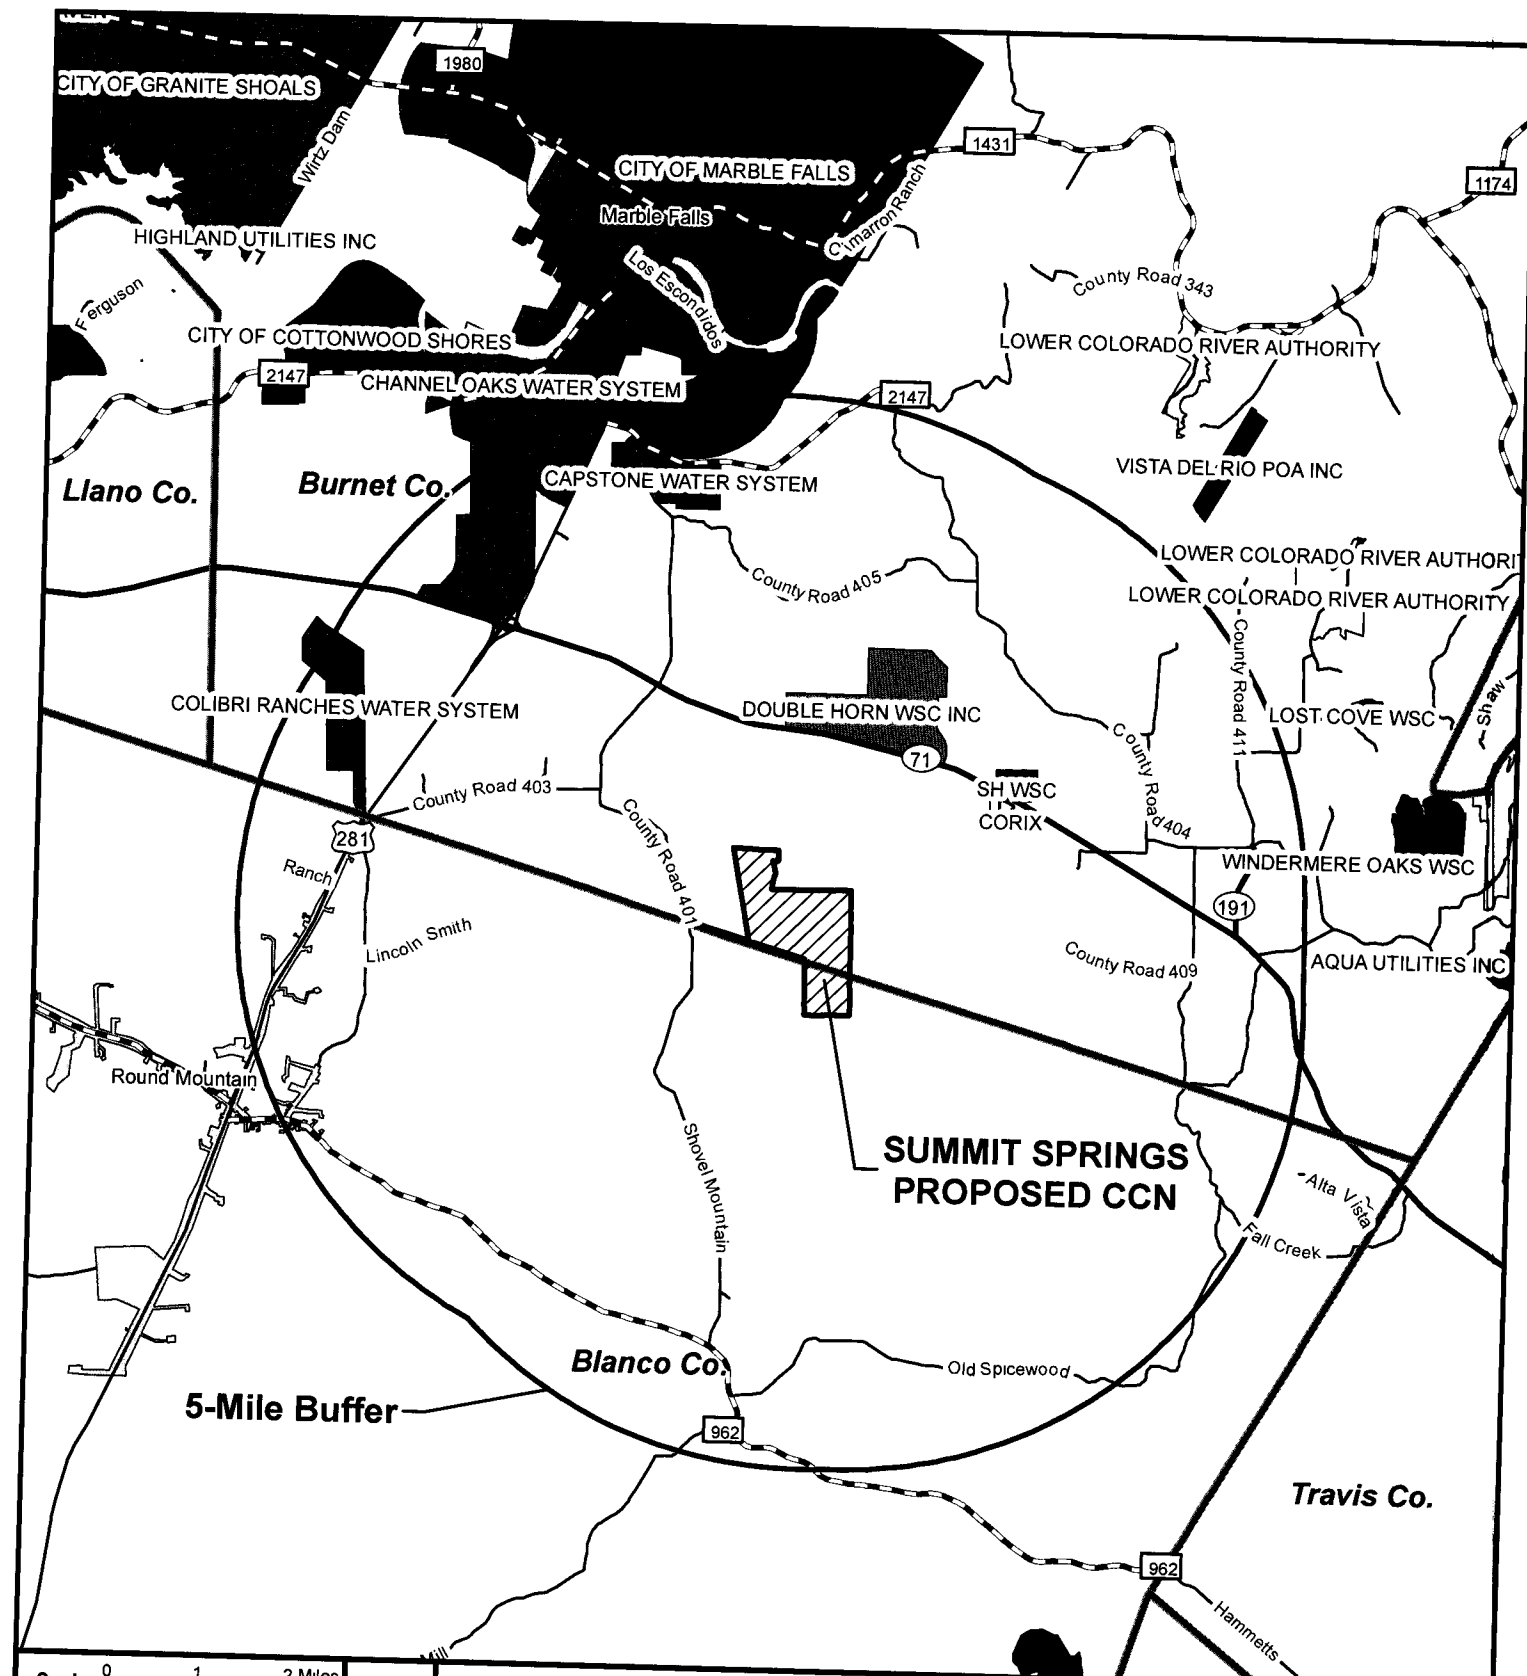 1980
CITY OF GRANITE SHOALS
Wirtz Dam
1431
CITY OF MARBLE FALLS
Marble Falls
Cimarron Ranch
1174
HIGHLAND UTILITIES INC
Los Escondidos
County Road 343
Ferguson
CITY OF COTTONWOOD SHORES
LOWER COLORADO RIVER AUTHORITY
2147
CHANNEL OAKS WATER SYSTEM
2147
VISTA DEL RIO POA INC
Llano Co.
Burnet Co.
CAPSTONE WATER SYSTEM
LOWER COLORADO RIVER AUTHORI
County Road 405
LOWER COLORADO RIVER AUTHORITY
County Road 411
COLIBRI RANCHES WATER SYSTEM
DOUBLE HORN WSC INC
LOST COVE WSC
Shaw
71
County Road 404
County Road 403
SH WSC
CORIX
281
County Road 401
WINDERMERE OAKS WSC
Ranch
191
Lincoln Smith
County Road 409
AQUA UTILITIES INC
Round Mountain
Shovel Mountain
SUMMIT SPRINGS
PROPOSED CCN
Alta Vista
Fall Creek
Blanco Co.
Old Spicewood
5-Mile Buffer
962
Travis Co.
962
Hammetts
Mill
0 1 2 Miles